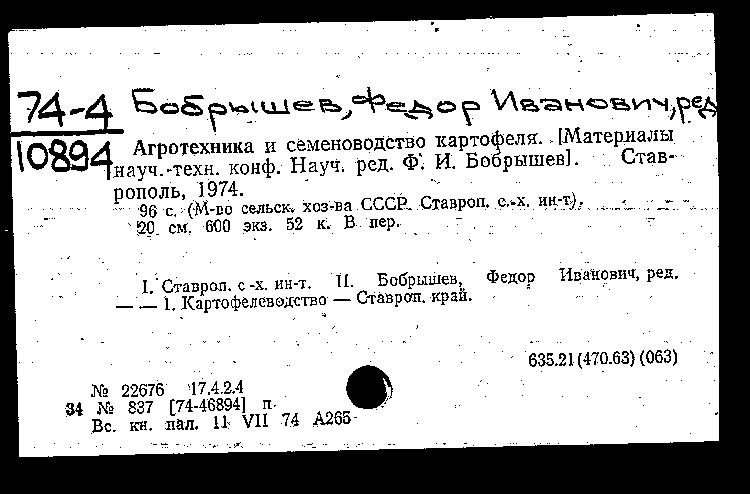 74-4 Бобрышев, Федор Иванович, ред
10894 Агротехника и семеноводство картофеля. [Материалы
науч.-техн. конф. Науч. ред. Ф. И. Бобрышев]. Став-
рополь, 1974.
96 с. (М-во сельск. хоз-ва СССР. Ставроп. с.-х. ин-т).
20 см. 600 экз. 52 к. В пер.
I. Ставроп. с-х. ин-т. II. Бобрышев, Федор Иванович, ред.
— — 1. Картофелеводство — Ставроп. край.
635.21 (470.63) (063)
№ 22676 17.4.2.4
34 № 837 [74-46894] п
Вс. кн. пал. 11 VII 74 А265